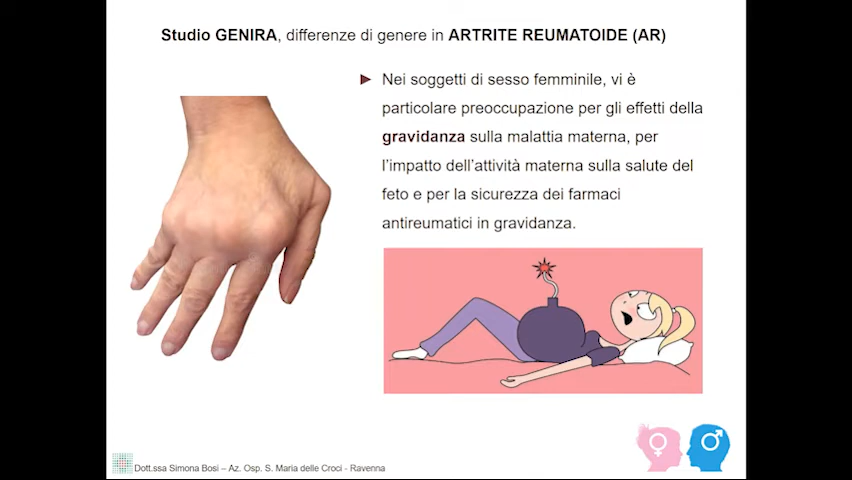 Studio GENIRA, differenze di genere in ARTRITE REUMATOIDE (AR)
Nei soggetti di sesso femminile, vi è
particolare preoccupazione per gli effetti della
gravidanza sulla malattia materna, per
l'impatto dell'attività materna sulla salute del
feto e per la sicurezza dei farmaci
antireumatici in gravidanza.
Dott.ssa Simona Bosi – Az. Osp. S. Maria delle Croci - Ravenna